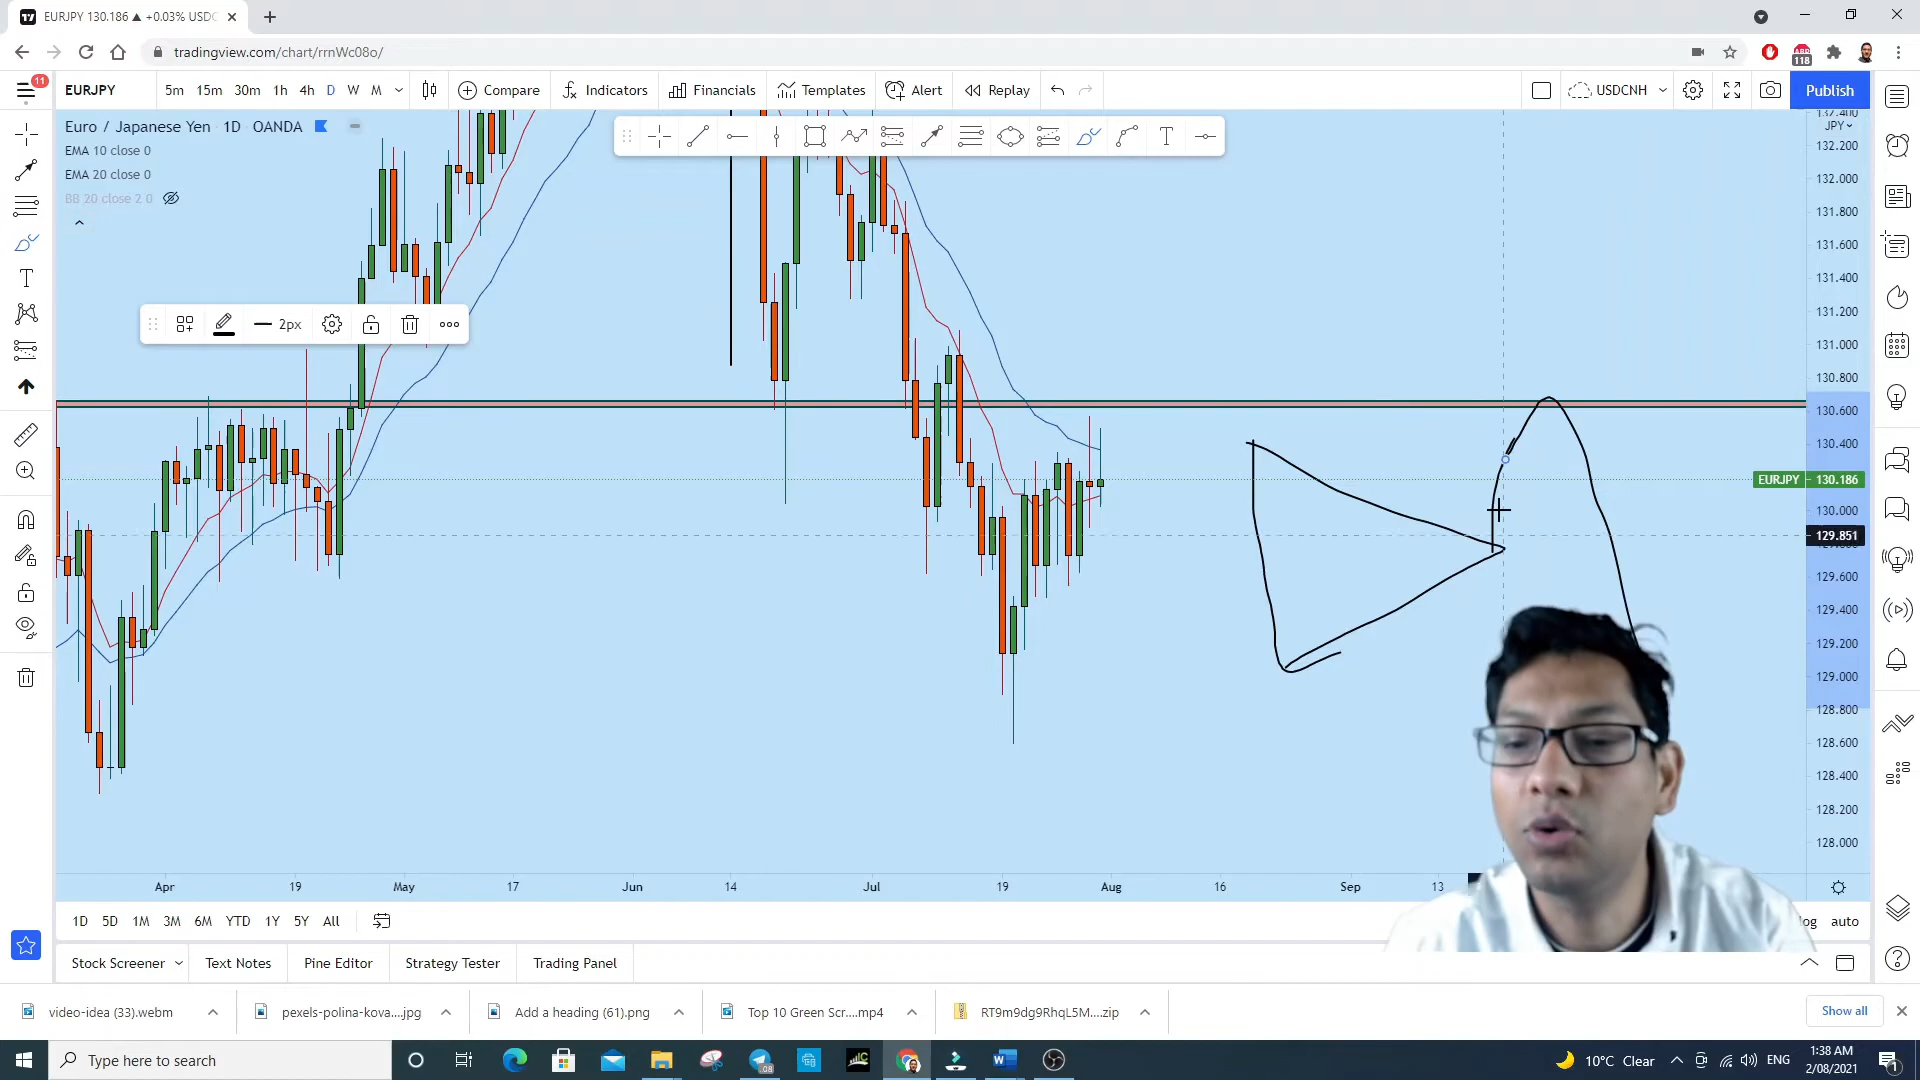 EURJPY 130.186 ▲ +0.03% USDC
tradingview.com/chart/rrnWc08o/
118
11
EURJPY 5m 15m 30m 1h 4h D W M Compare Indicators Financials Templates Alert Replay USDCNH Publish
Euro / Japanese Yen · 1D · OANDA
EMA 10 close 0
EMA 20 close 0
BB 20 close 2 0
2px
132.400
JPY
132.200
132.000
131.800
131.600
131.400
131.200
131.000
130.800
130.600
130.400
EURJPY 130.186
130.000
129.851
129.600
129.400
129.200
129.000
128.800
128.600
128.400
128.200
128.000
Apr 19 May 17 Jun 14 Jul 19 Aug 16 Sep 13
1D 5D 1M 3M 6M YTD 1Y 5Y All log auto
Stock Screener Text Notes Pine Editor Strategy Tester Trading Panel
video-idea (33).webm pexels-polina-kova....jpg Add a heading (61).png Top 10 Green Scr....mp4 RT9m9dg9RhqL5M....zip Show all
Type here to search 10°C Clear ENG 1:38 AM
2/08/2021